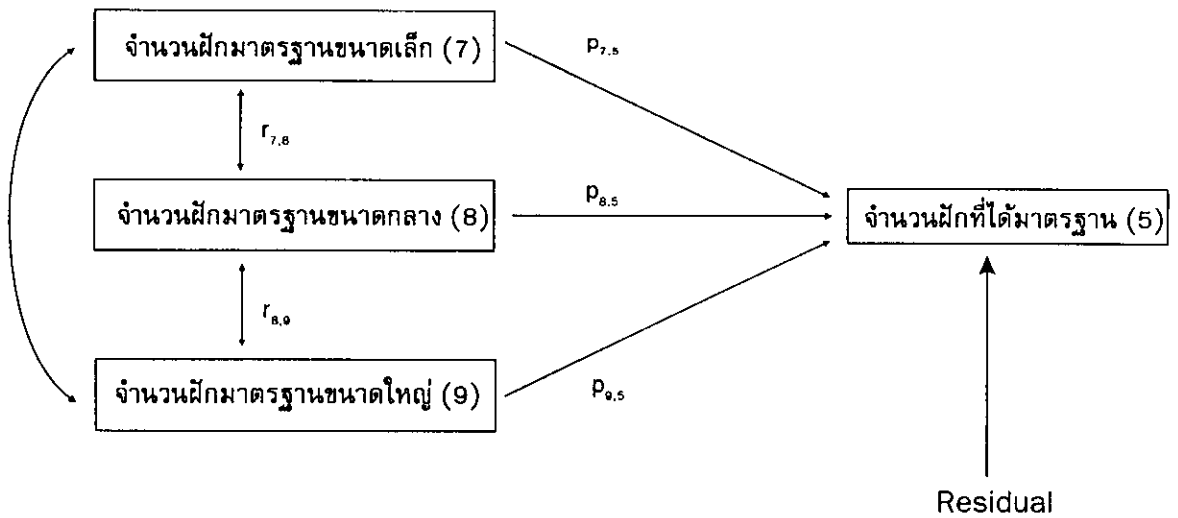 จำนวนฝักมาตรฐานขนาดเล็ก (7)
p7,5
r7,8
จำนวนฝักมาตรฐานขนาดกลาง (8)
p8,5
จำนวนฝักที่ได้มาตรฐาน (5)
r8,9
จำนวนฝักมาตรฐานขนาดใหญ่ (9)
p9,5
Residual